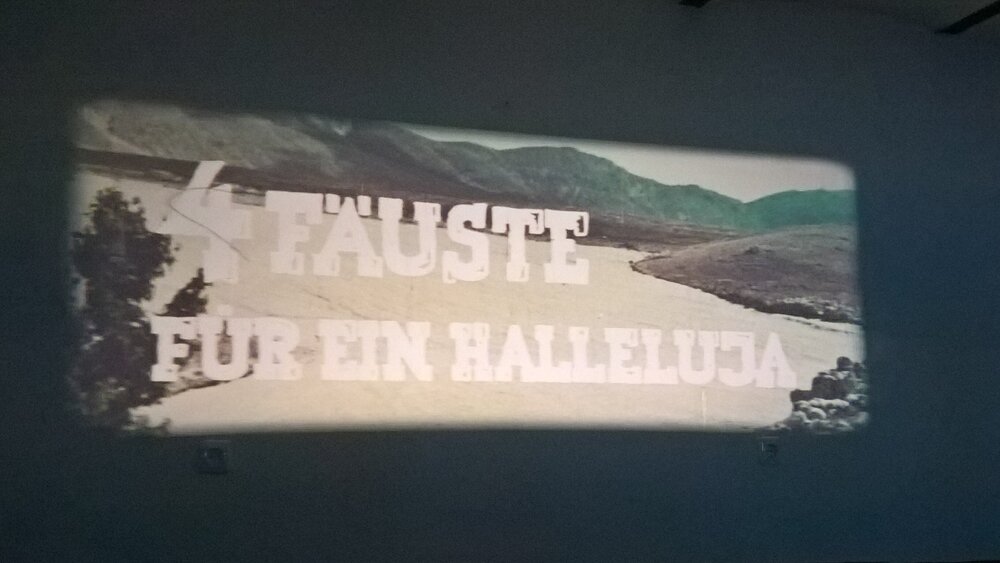 4 FÄUSTE
FÜR EIN HALLELUJA